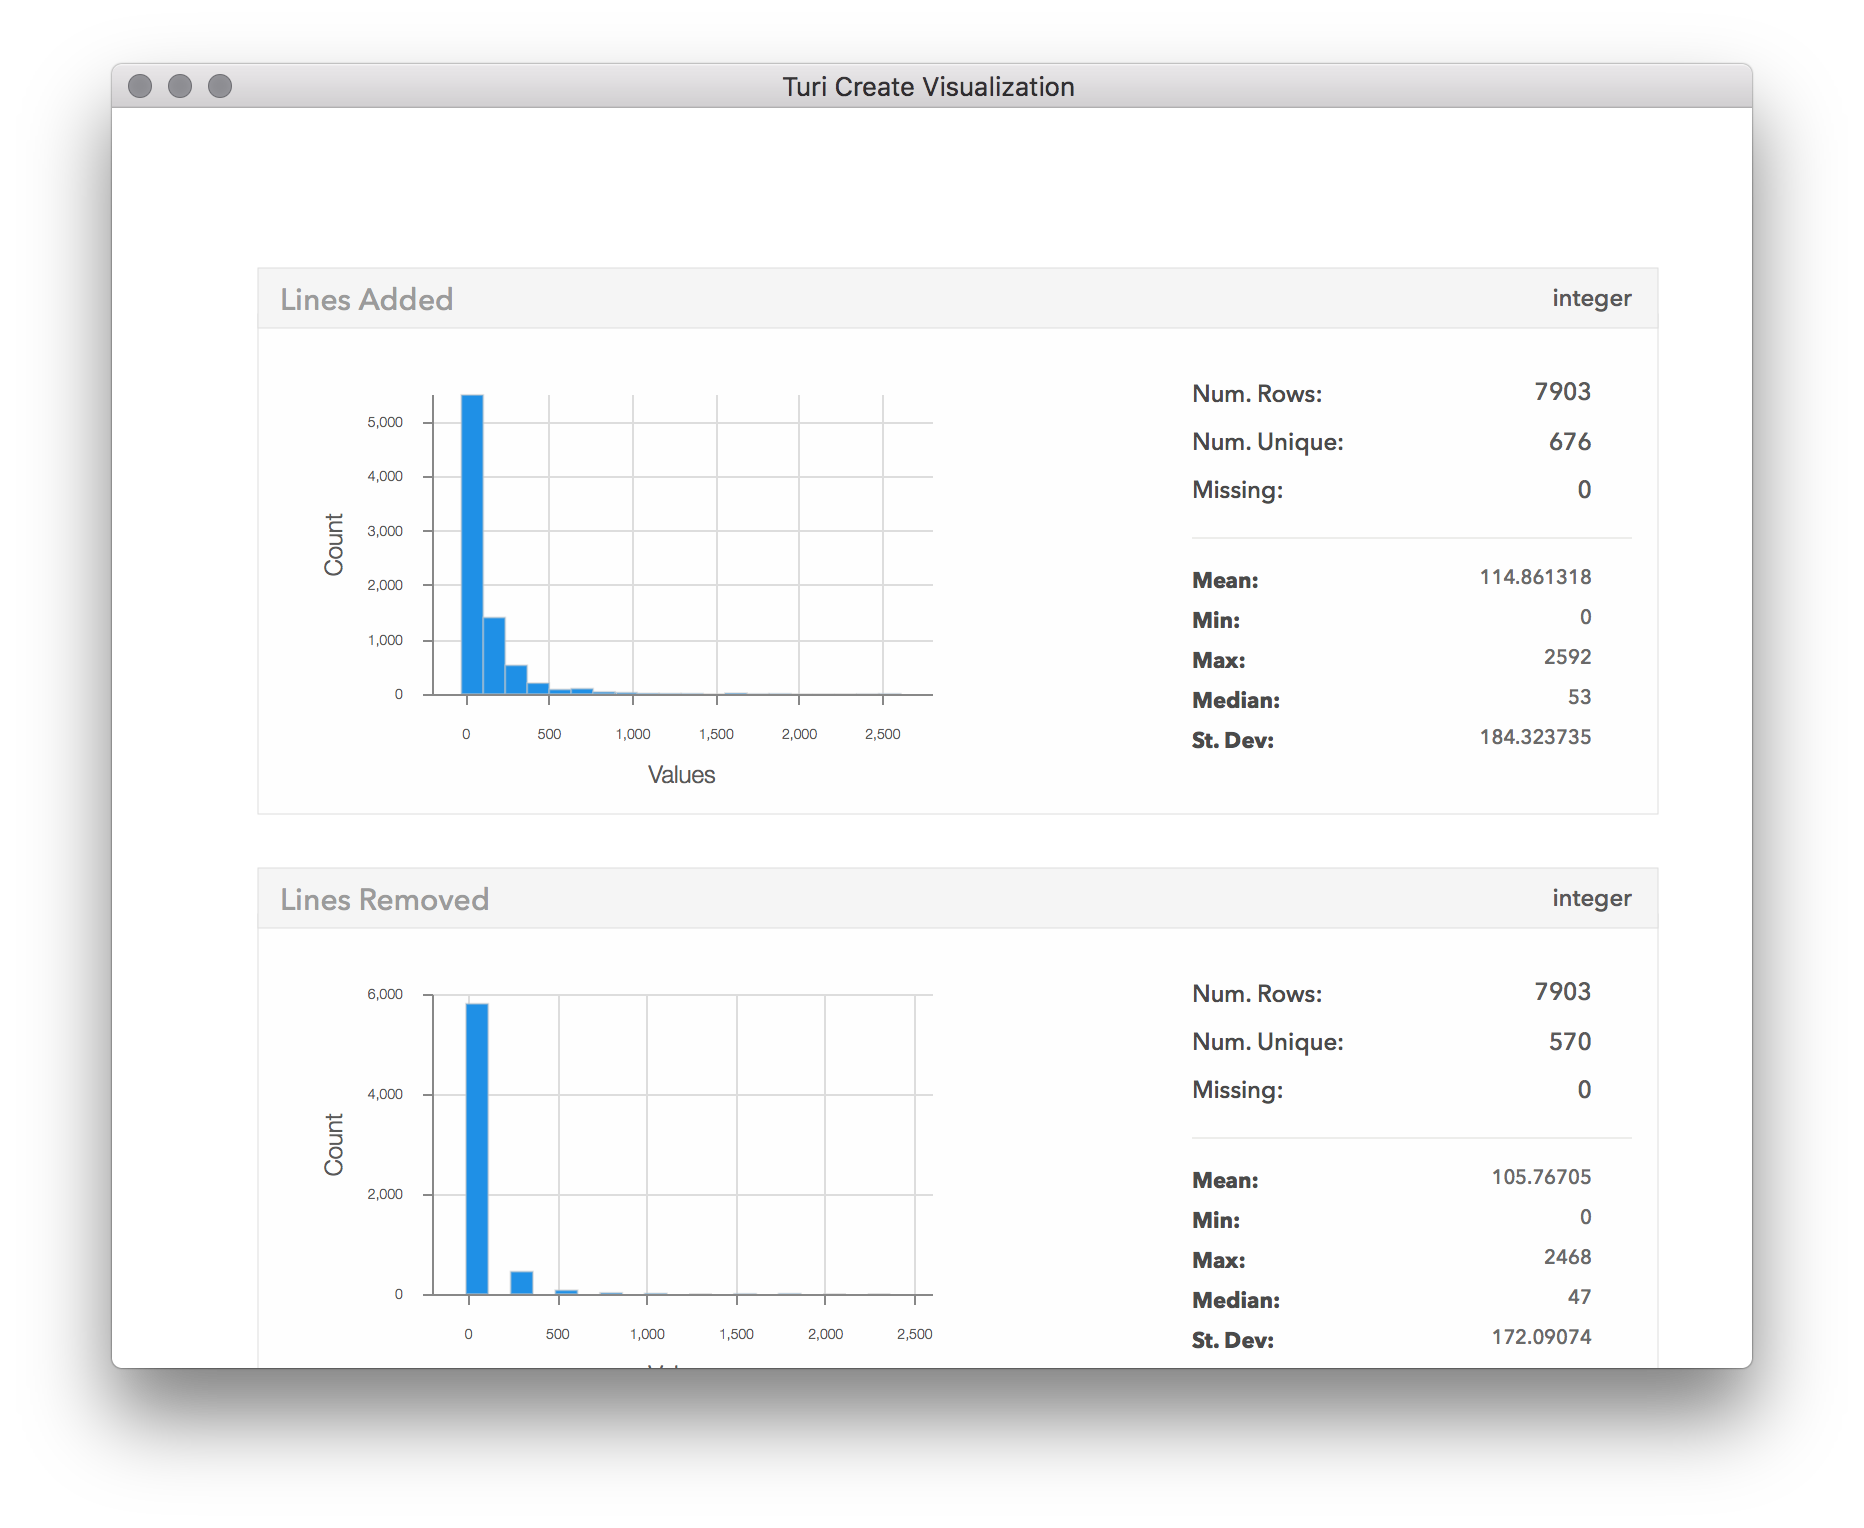 Turi Create Visualization
Lines Added
integer
5,000
4,000
3,000
2,000
1,000
0
Count
0 500 1,000 1,500 2,000 2,500
Values
Num. Rows: 7903
Num. Unique: 676
Missing: 0
Mean: 114.861318
Min: 0
Max: 2592
Median: 53
St. Dev: 184.323735
Lines Removed
integer
6,000
4,000
2,000
0
Count
0 500 1,000 1,500 2,000 2,500
Num. Rows: 7903
Num. Unique: 570
Missing: 0
Mean: 105.76705
Min: 0
Max: 2468
Median: 47
St. Dev: 172.09074